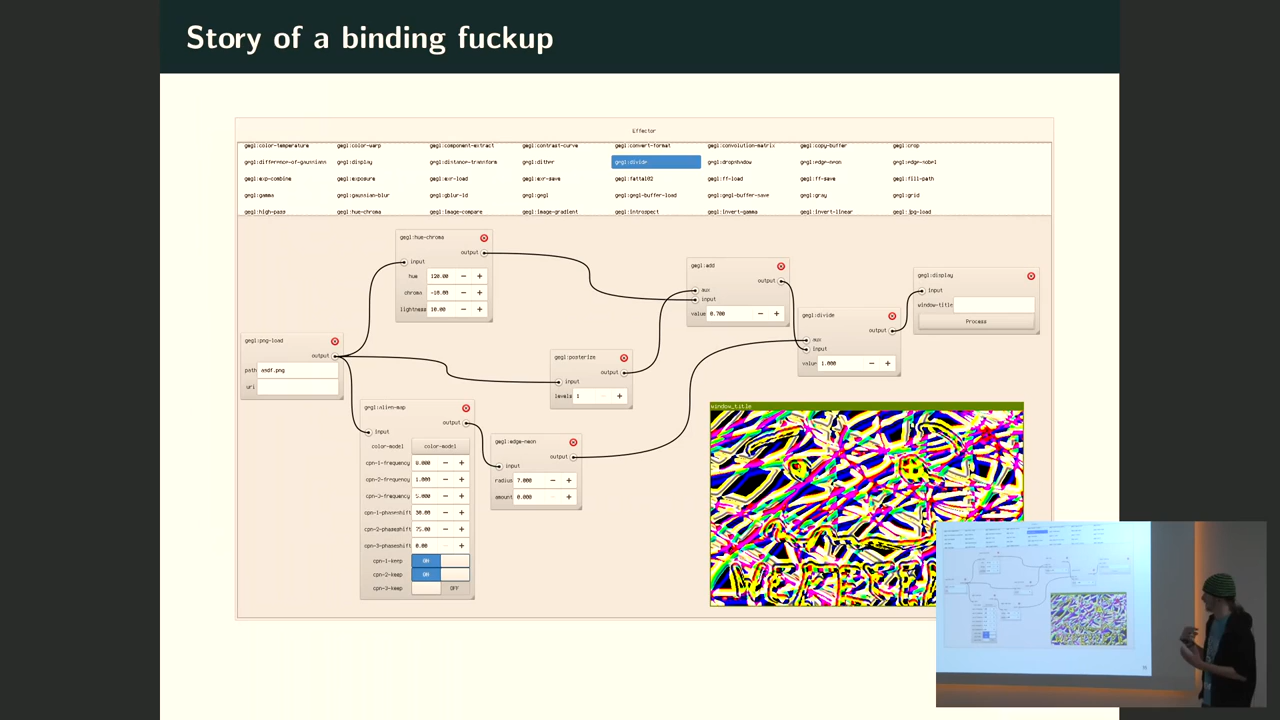 Story of a binding fuckup
Effector
gegl:color-temperature gegl:color-warp gegl:component-extract gegl:contrast-curve gegl:convert-format gegl:convolution-matrix gegl:copy-buffer gegl:crop
gegl:difference-of-gaussians gegl:display gegl:distance-transform gegl:dither gegl:divide gegl:dropshadow gegl:edge-neon gegl:edge-sobel
gegl:exp-combine gegl:exposure gegl:exr-load gegl:exr-save gegl:fattal02 gegl:ff-load gegl:ff-save gegl:fill-path
gegl:gamma gegl:gaussian-blur gegl:gblur-1d gegl:gegl gegl:gegl-buffer-load gegl:gegl-buffer-save gegl:gray gegl:grid
gegl:high-pass gegl:hue-chroma gegl:image-compare gegl:image-gradient gegl:introspect gegl:invert-gamma gegl:invert-linear gegl:jpg-load
gegl:hue-chroma
output
input
hue 120.00 − +
chroma -18.88 − +
lightness 10.00 − +
gegl:add
output
aux
input
value 0.700 − +
gegl:display
input
window-title
Process
gegl:divide
output
aux
input
value 1.000 − +
gegl:png-load
output
path asdf.png
uri
gegl:posterize
output
input
levels 1 +
gegl:alien-map
output
input
color-model color-model
cpn-1-frequency 0.000 − +
cpn-2-frequency 1.000 − +
cpn-3-frequency 5.000 − +
cpn-1-phaseshift 30.00 − +
cpn-2-phaseshift 75.00 − +
cpn-3-phaseshift 0.00 +
cpn-1-keep ON
cpn-2-keep ON
cpn-3-keep OFF
gegl:edge-neon
output
input
radius 7.000 − +
amount 0.000 +
window_title